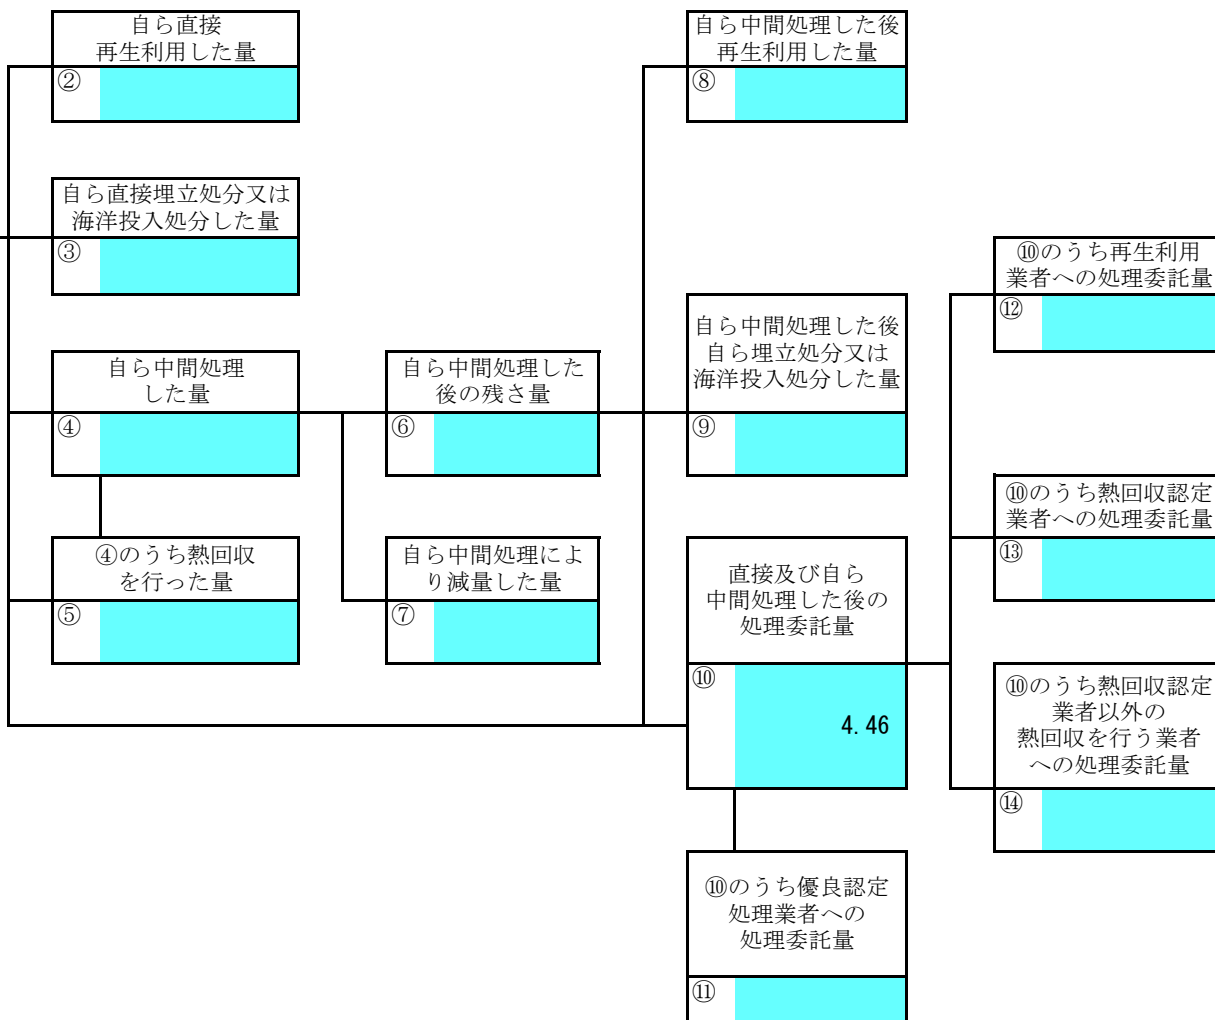 自ら直接
再生利用した量
②
自ら直接埋立処分又は
海洋投入処分した量
③
自ら中間処理
した量
④
④のうち熱回収
を行った量
⑤
自ら中間処理した
後の残さ量
⑥
自ら中間処理によ
り減量した量
⑦
自ら中間処理した後
再生利用した量
⑧
自ら中間処理した後
自ら埋立処分又は
海洋投入処分した量
⑨
直接及び自ら
中間処理した後の
処理委託量
⑩
4.46
⑩のうち優良認定
処理業者への
処理委託量
⑪
⑩のうち再生利用
業者への処理委託量
⑫
⑩のうち熱回収認定
業者への処理委託量
⑬
⑩のうち熱回収認定
業者以外の
熱回収を行う業者
への処理委託量
⑭